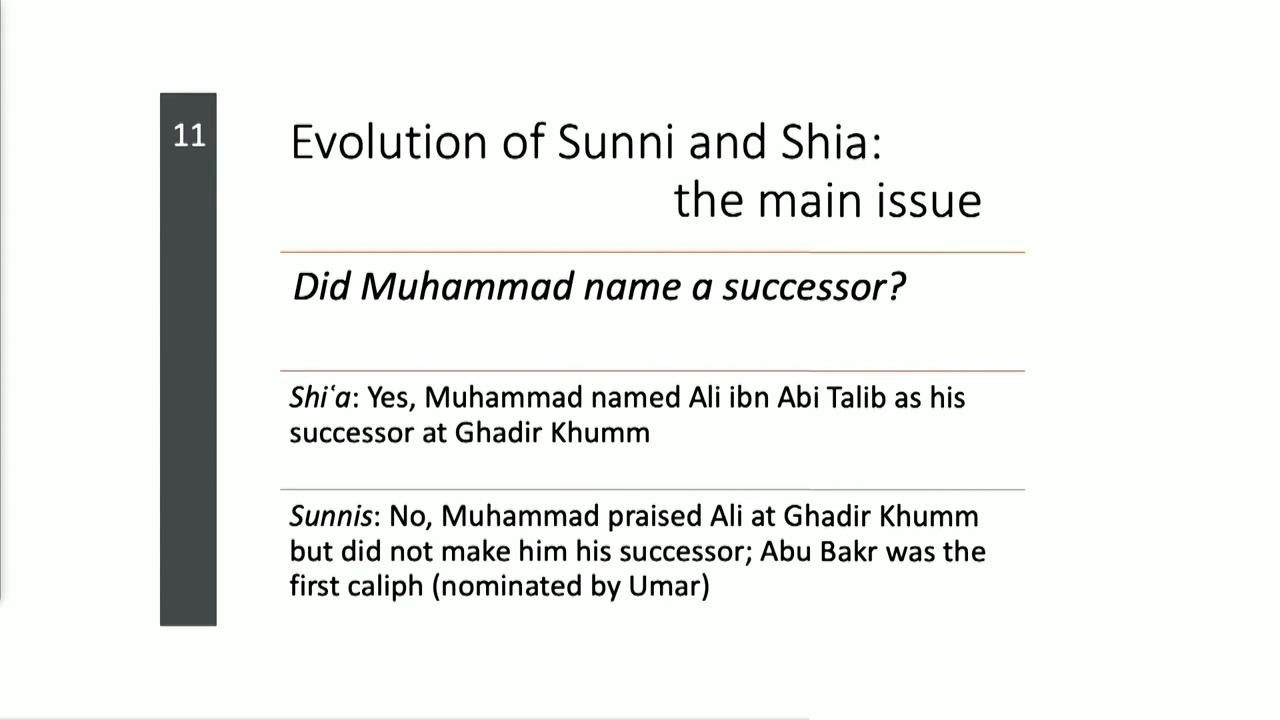 11
Evolution of Sunni and Shia:
the main issue
Did Muhammad name a successor?
Shiʿa: Yes, Muhammad named Ali ibn Abi Talib as his
successor at Ghadir Khumm
Sunnis: No, Muhammad praised Ali at Ghadir Khumm
but did not make him his successor; Abu Bakr was the
first caliph (nominated by Umar)